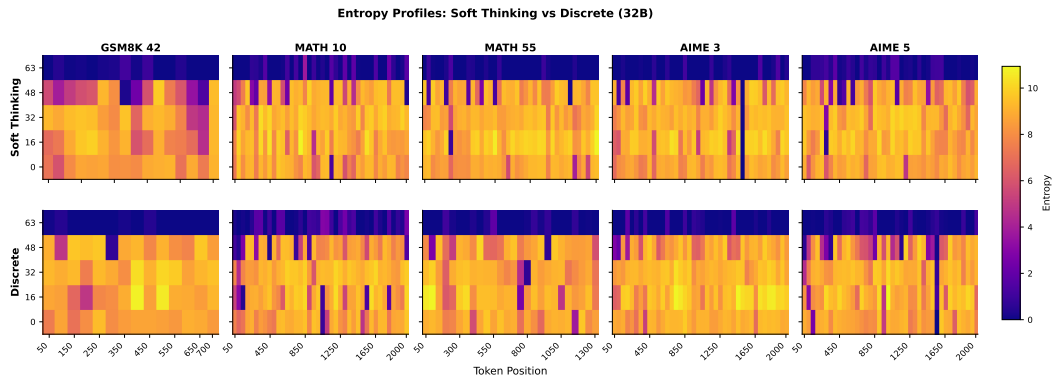 Entropy Profiles: Soft Thinking vs Discrete (32B)
GSM8K 42 MATH 10 MATH 55 AIME 3 AIME 5
Soft Thinking
63
48
32
16
0
Discrete
63
48
32
16
0
50 150 250 350 450 550 650 700
50 450 850 1250 1650 2000
50 300 550 800 1050 1300
50 450 850 1250 1650 2000
50 450 850 1250 1650 2000
Token Position
10
8
6
4
2
0
Entropy